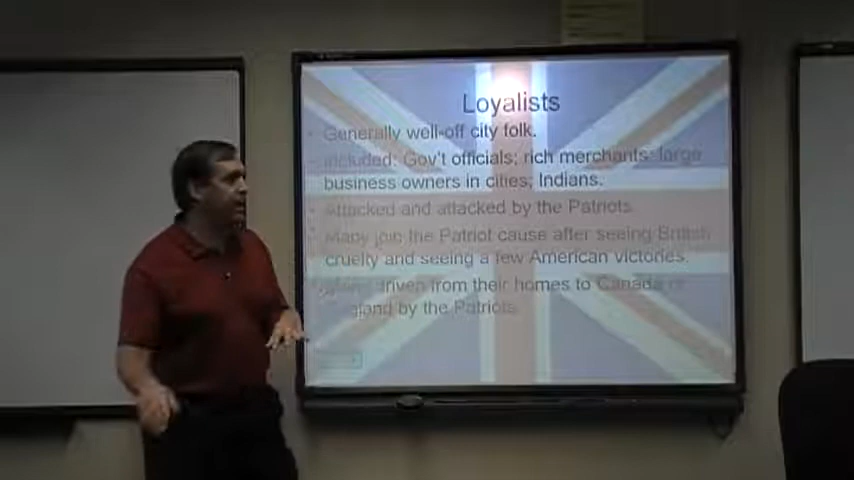 Loyalists
• Generally well-off city folk.
• Included: Gov't officials; rich merchants; large
business owners in cities; Indians.
• Attacked and attacked by the Patriots.
• Many join the Patriot cause after seeing British
cruelty and seeing a few American victories.
driven from their homes to Canada or
by the Patriots.